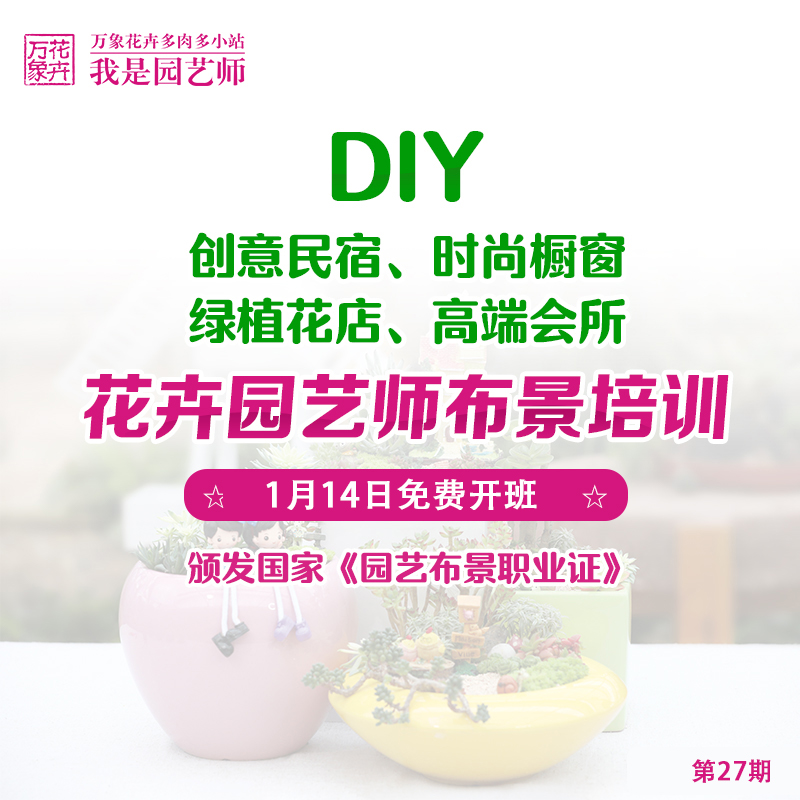 万象花卉
万象花卉多肉多小站
我是园艺师
DIY
创意民宿、时尚橱窗
绿植花店、高端会所
花卉园艺师布景培训
☆ 1月14日免费开班 ☆
颁发国家《园艺布景职业证》
第27期